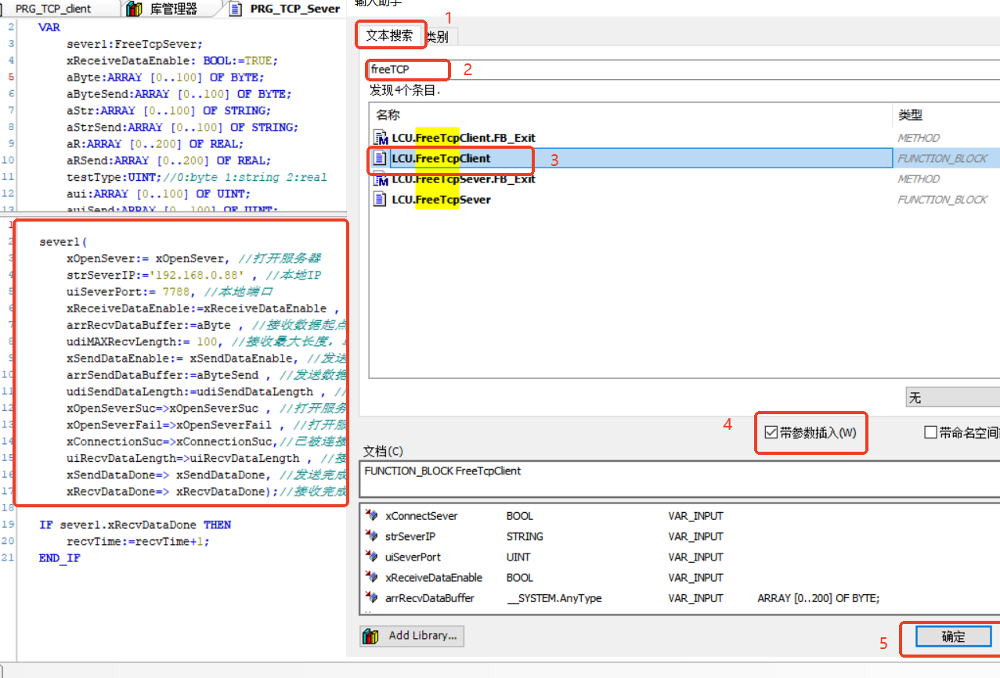 PRG_TCP_client
库管理器
PRG_TCP_Sever
2 VAR
3 sever1:FreeTcpSever;
4 xReceiveDataEnable: BOOL:=TRUE;
5 aByte:ARRAY [0..100] OF BYTE;
6 aByteSend:ARRAY [0..100] OF BYTE;
7 aStr:ARRAY [0..100] OF STRING;
8 aStrSend:ARRAY [0..100] OF STRING;
9 aR:ARRAY [0..200] OF REAL;
10 aRSend:ARRAY [0..200] OF REAL;
11 testType:UINT;//0:byte 1:string 2:real
12 aui:ARRAY [0..100] OF UINT;
13 auiSend:ARRAY [0..100] OF UINT;
1
2 sever1(
3 xOpenSever:= xOpenSever, //打开服务器
4 strSeverIP:='192.168.0.88' , //本地IP
5 uiSeverPort:= 7788, //本地端口
6 xReceiveDataEnable:=xReceiveDataEnable ,
7 arrRecvDataBuffer:=aByte , //接收数据起点
8 udiMAXRecvLength:= 100, //接收最大长度，
9 xSendDataEnable:= xSendDataEnable, //发送
10 arrSendDataBuffer:=aByteSend , //发送数据
11 udiSendDataLength:=udiSendDataLength , //
12 xOpenSeverSuc=>xOpenSeverSuc , //打开服务
13 xOpenSeverFail=>xOpenSeverFail , //打开服
14 xConnectionSuc=>xConnectionSuc,//已被连接
15 uiRecvDataLength=>uiRecvDataLength , //接
16 xSendDataDone=> xSendDataDone, //发送完成
17 xRecvDataDone=> xRecvDataDone);//接收完成
18
19 IF sever1.xRecvDataDone THEN
20 recvTime:=recvTime+1;
21 END_IF
输入助手
1
文本搜索 类别
freeTCP 2
发现4个条目.
名称 类型
LCU.FreeTcpClient.FB_Exit METHOD
LCU.FreeTcpClient 3 FUNCTION_BLOCK
LCU.FreeTcpSever.FB_Exit METHOD
LCU.FreeTcpSever FUNCTION_BLOCK
无
4 带参数插入(W) 带命名空间
文档(C)
FUNCTION_BLOCK FreeTcpClient
xConnectSever BOOL VAR_INPUT
strSeverIP STRING VAR_INPUT
uiSeverPort UINT VAR_INPUT
xReceiveDataEnable BOOL VAR_INPUT
arrRecvDataBuffer __SYSTEM.AnyType VAR_INPUT ARRAY [0..200] OF BYTE;
Add Library...
5 确定